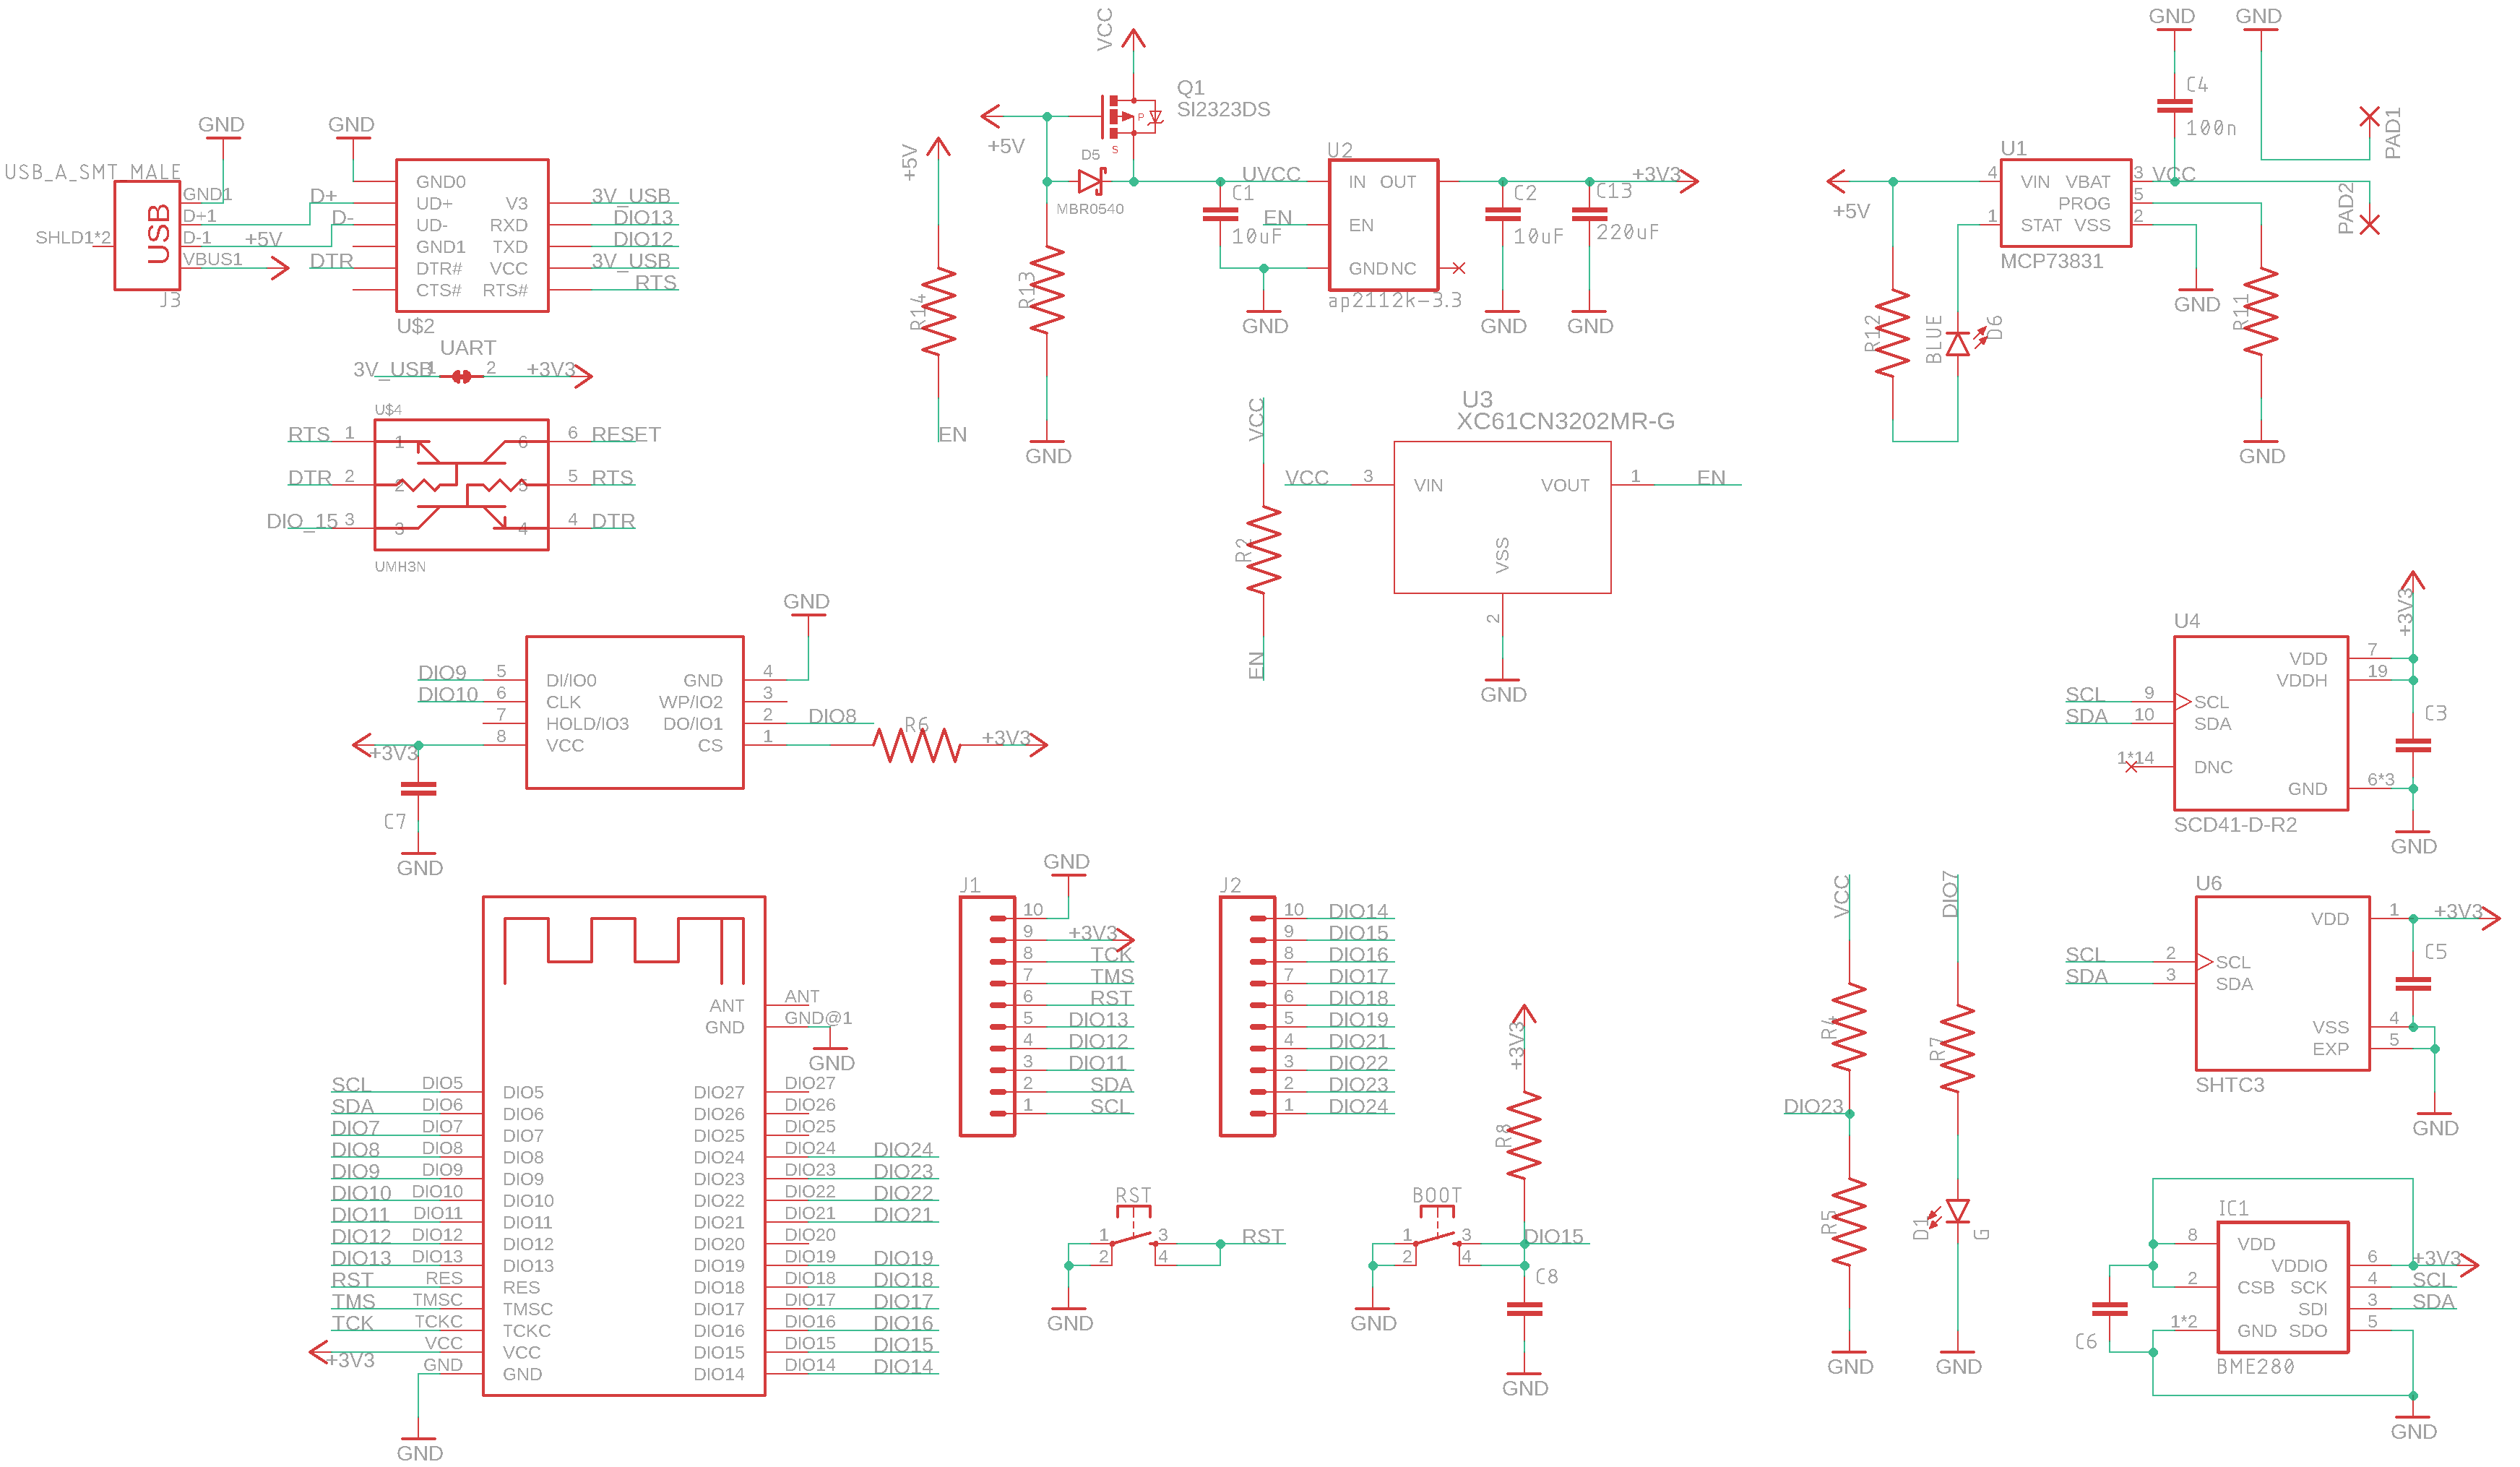 USB_A_SMT_MALE
GND
GND1
D+1
D-1
VBUS1
SHLD1*2
USB
J3
+5V
D+
D-
DTR
GND
GND0
UD+
UD-
GND1
DTR#
CTS#
V3
RXD
TXD
VCC
RTS#
3V_USB
DIO13
DIO12
3V_USB
RTS
U$2
UART
3V_USB
1
2
+3V3
U$4
RTS 1
DTR 2
DIO_15 3
1
2
3
6
5
4
6 RESET
5 RTS
4 DTR
UMH3N
+5V
R14
EN
VCC
Q1
SI2323DS
P
S
+5V
D5
MBR0540
R13
GND
UVCC
C1
10uF
EN
GND
U2
IN OUT
EN
GND NC
ap2112k-3.3
+3V3
C2
10uF
GND
C13
220uF
GND
VCC
R2
EN
U3
XC61CN3202MR-G
VCC 3
VIN
VOUT
1 EN
VSS
2
GND
GND
C4
100n
GND
PAD1
PAD2
U1
4
1
VIN VBAT
PROG
STAT VSS
3 VCC
5
2
MCP73831
+5V
R12
BLUE
D6
GND
R11
GND
DIO9 5
DIO10 6
7
8
DI/IO0
CLK
HOLD/IO3
VCC
GND
WP/IO2
DO/IO1
CS
4
3
2
1
GND
DIO8
R6
+3V3
+3V3
C7
GND
U4
+3V3
VDD
VDDH
7
19
SCL 9
SDA 10
SCL
SDA
1*14
DNC
GND
6*3
C3
SCD41-D-R2
GND
ANT
GND
ANT
GND@1
GND
SCL DIO5 DIO5
SDA DIO6 DIO6
DIO7 DIO7 DIO7
DIO8 DIO8 DIO8
DIO9 DIO9 DIO9
DIO10 DIO10 DIO10
DIO11 DIO11 DIO11
DIO12 DIO12 DIO12
DIO13 DIO13 DIO13
RST RES RES
TMS TMSC TMSC
TCK TCKC TCKC
+3V3 VCC VCC
GND GND
GND
DIO27 DIO27
DIO26 DIO26
DIO25 DIO25
DIO24 DIO24 DIO24
DIO23 DIO23 DIO23
DIO22 DIO22 DIO22
DIO21 DIO21 DIO21
DIO20 DIO20
DIO19 DIO19 DIO19
DIO18 DIO18 DIO18
DIO17 DIO17 DIO17
DIO16 DIO16 DIO16
DIO15 DIO15 DIO15
DIO14 DIO14 DIO14
J1
GND
10
9 +3V3
8 TCK
7 TMS
6 RST
5 DIO13
4 DIO12
3 DIO11
2 SDA
1 SCL
J2
10 DIO14
9 DIO15
8 DIO16
7 DIO17
6 DIO18
5 DIO19
4 DIO21
3 DIO22
2 DIO23
1 DIO24
RST
1 3
2 4
RST
GND
BOOT
1 3
2 4
GND
+3V3
R8
DIO15
C8
GND
VCC
R4
DIO23
R5
GND
DIO7
R7
D1
G
GND
U6
VDD
1 +3V3
SCL 2
SDA 3
SCL
SDA
VSS
EXP
4
5
C5
SHTC3
GND
IC1
8
2
1*2
VDD
VDDIO
CSB SCK
SDI
GND SDO
6 +3V3
4 SCL
3 SDA
5
C6
BME280
GND